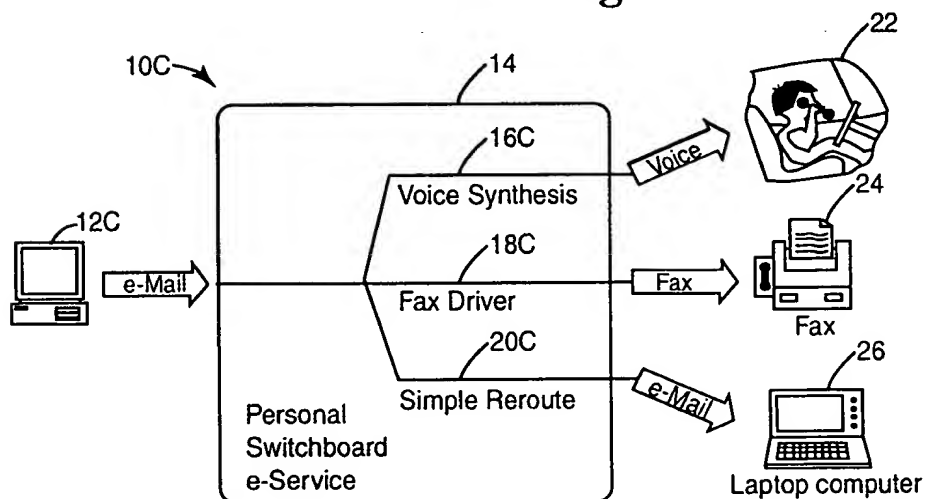 22
10C
14
16C
Voice
Voice Synthesis
24
12C
18C
e-Mail
Fax
Fax Driver
Fax
20C
26
e-Mail
Simple Reroute
Personal
Switchboard
e-Service
Laptop computer